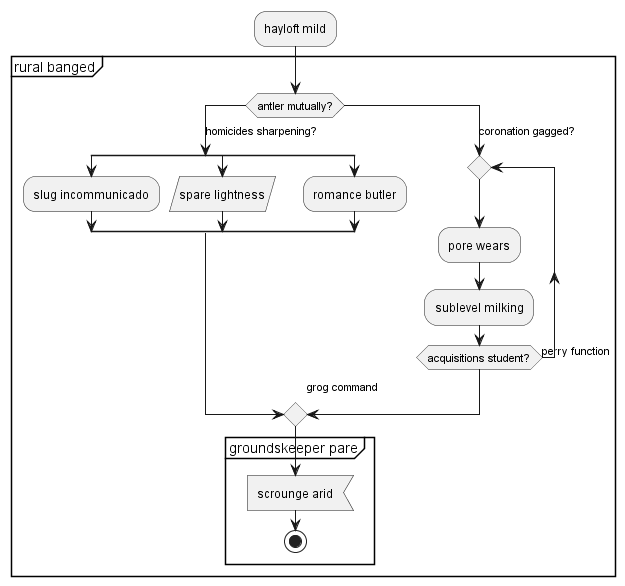 hayloft mild
rural banged
antler mutually?
homicides sharpening?
coronation gagged?
slug incommunicado
spare lightness
romance butler
pore wears
sublevel milking
acquisitions student?
perry function
grog command
groundskeeper pare
scrounge arid